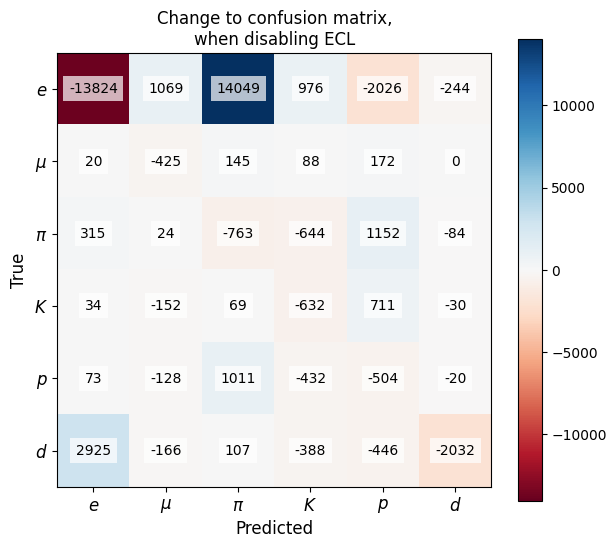 Change to confusion matrix,
when disabling ECL
True
e -13824 1069 14049 976 -2026 -244
μ 20 -425 145 88 172 0
π 315 24 -763 -644 1152 -84
K 34 -152 69 -632 711 -30
p 73 -128 1011 -432 -504 -20
d 2925 -166 107 -388 -446 -2032
e μ π K p d
Predicted
10000
5000
0
−5000
−10000